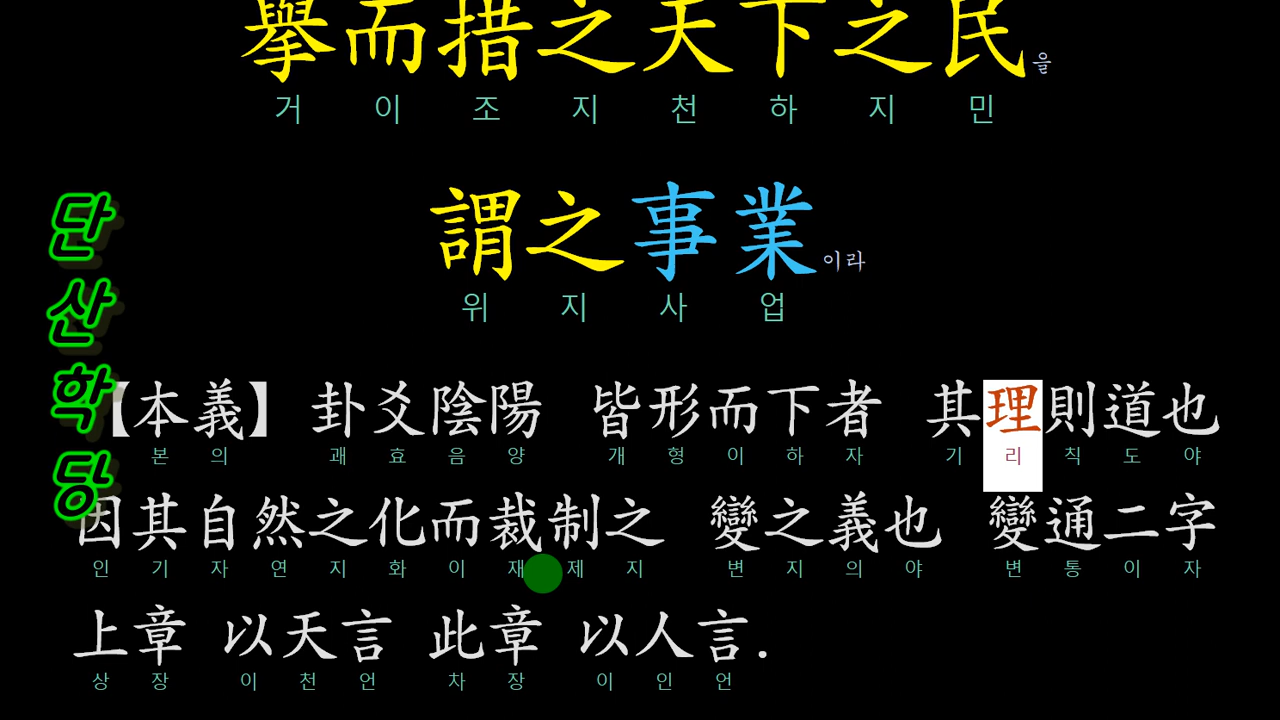 擧而措之天下之民을
거 이 조 지 천 하 지 민
謂之事業이라
위 지 사 업
단산학당
【本義】 卦爻陰陽 皆形而下者 其理則道也
본 의 괘 효 음 양 개 형 이 하 자 기 리 칙 도 야
因其自然之化而裁制之 變之義也 變通二字
인 기 자 연 지 화 이 재 제 지 변 지 의 야 변 통 이 자
上章 以天言 此章 以人言.
상 장 이 천 언 차 장 이 인 언